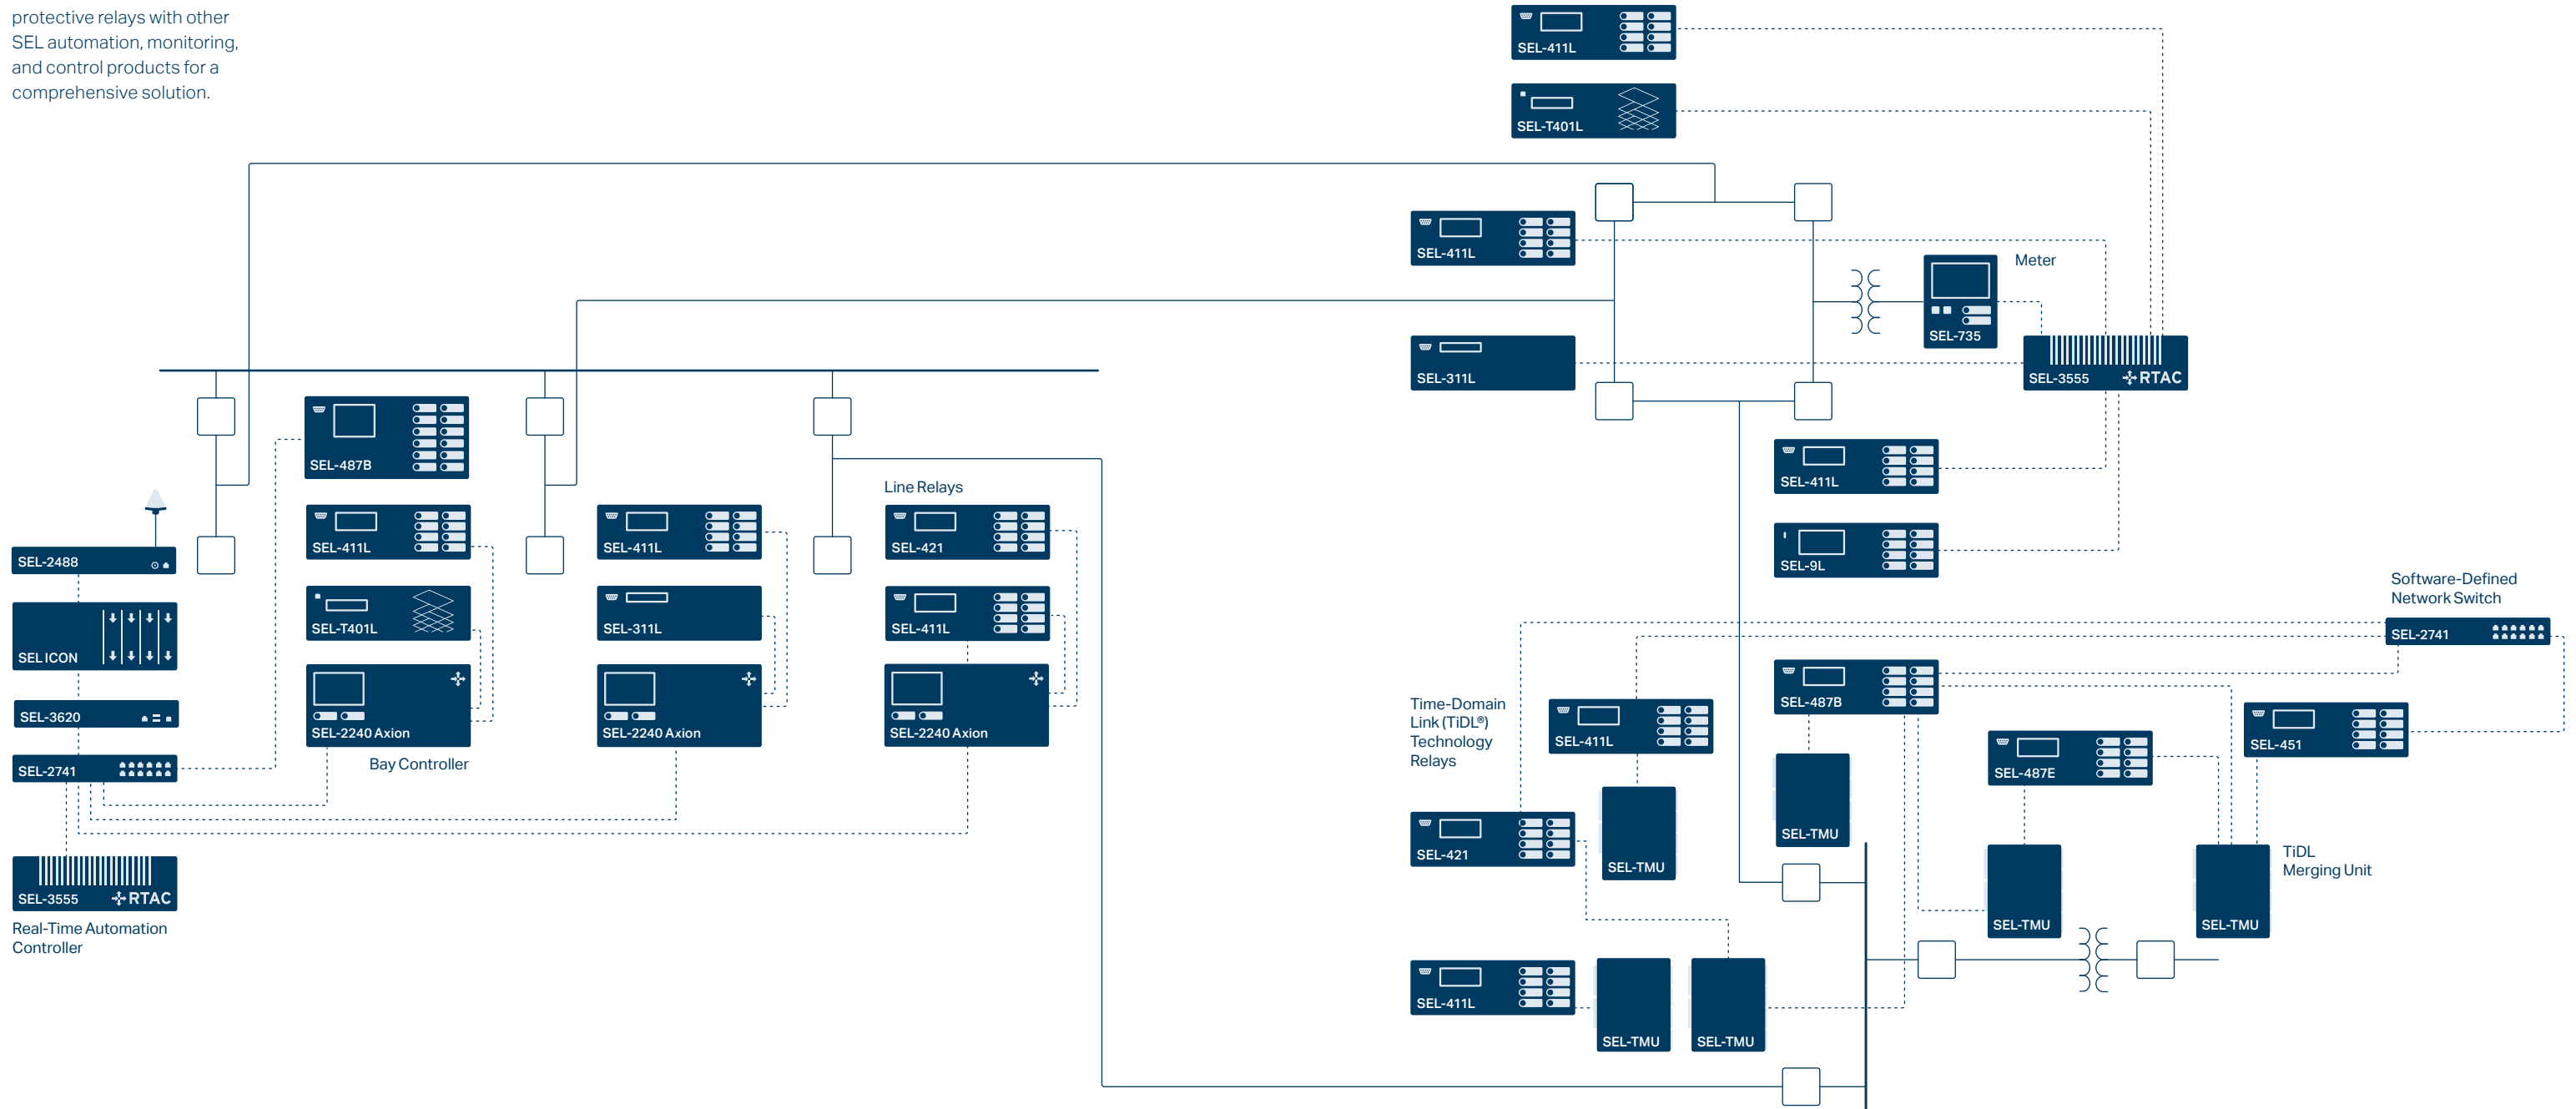 protective relays with other
SEL automation, monitoring,
and control products for a
comprehensive solution.
SEL-411L
SEL-T401L
SEL-411L
Meter
SEL-735
SEL-311L
SEL-3555
RTAC
SEL-487B
SEL-411L
Line Relays
SEL-9L
SEL-2488
SEL-411L
SEL-411L
SEL-421
Software-Defined
Network Switch
SEL-2741
SEL ICON
SEL-T401L
SEL-311L
SEL-411L
SEL-3620
SEL-2240 Axion
SEL-2240 Axion
SEL-2240 Axion
Bay Controller
SEL-2741
Time-Domain
Link (TiDL®)
Technology
Relays
SEL-411L
SEL-487B
SEL-451
SEL-487E
SEL-TMU
SEL-TMU
SEL-421
TiDL
Merging Unit
SEL-3555
RTAC
Real-Time Automation
Controller
SEL-TMU
SEL-TMU
SEL-411L
SEL-TMU
SEL-TMU